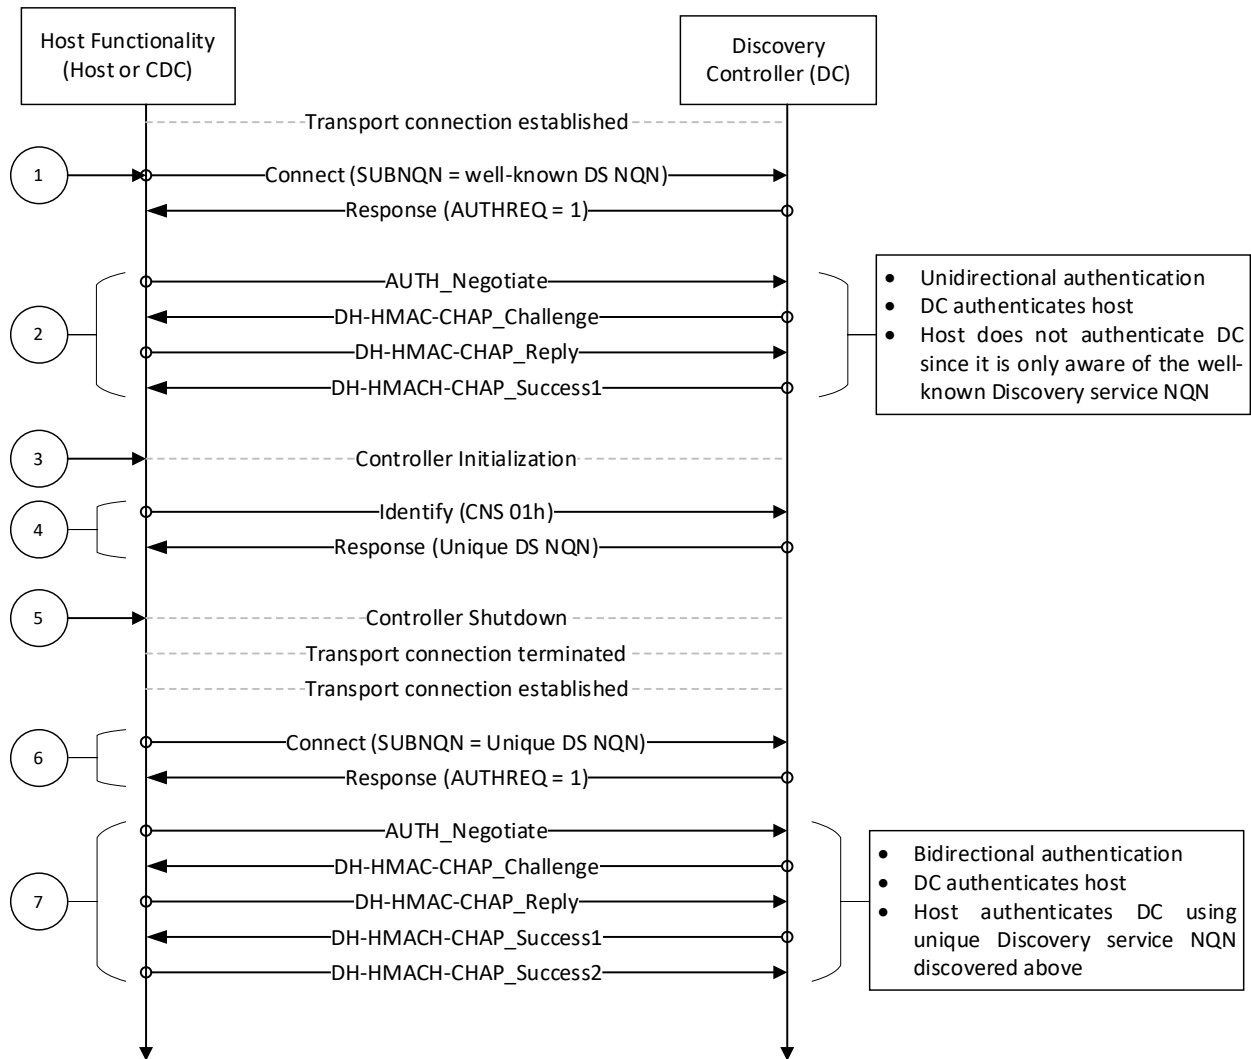 Host Functionality
(Host or CDC)
Discovery
Controller (DC)
Transport connection established
1
Connect (SUBNQN = well-known DS NQN)
Response (AUTHREQ = 1)
2
AUTH_Negotiate
DH-HMAC-CHAP_Challenge
DH-HMAC-CHAP_Reply
DH-HMACH-CHAP_Success1
• Unidirectional authentication
• DC authenticates host
• Host does not authenticate DC
since it is only aware of the well-
known Discovery service NQN
3
Controller Initialization
4
Identify (CNS 01h)
Response (Unique DS NQN)
5
Controller Shutdown
Transport connection terminated
Transport connection established
6
Connect (SUBNQN = Unique DS NQN)
Response (AUTHREQ = 1)
7
AUTH_Negotiate
DH-HMAC-CHAP_Challenge
DH-HMAC-CHAP_Reply
DH-HMACH-CHAP_Success1
DH-HMACH-CHAP_Success2
• Bidirectional authentication
• DC authenticates host
• Host authenticates DC using
unique Discovery service NQN
discovered above